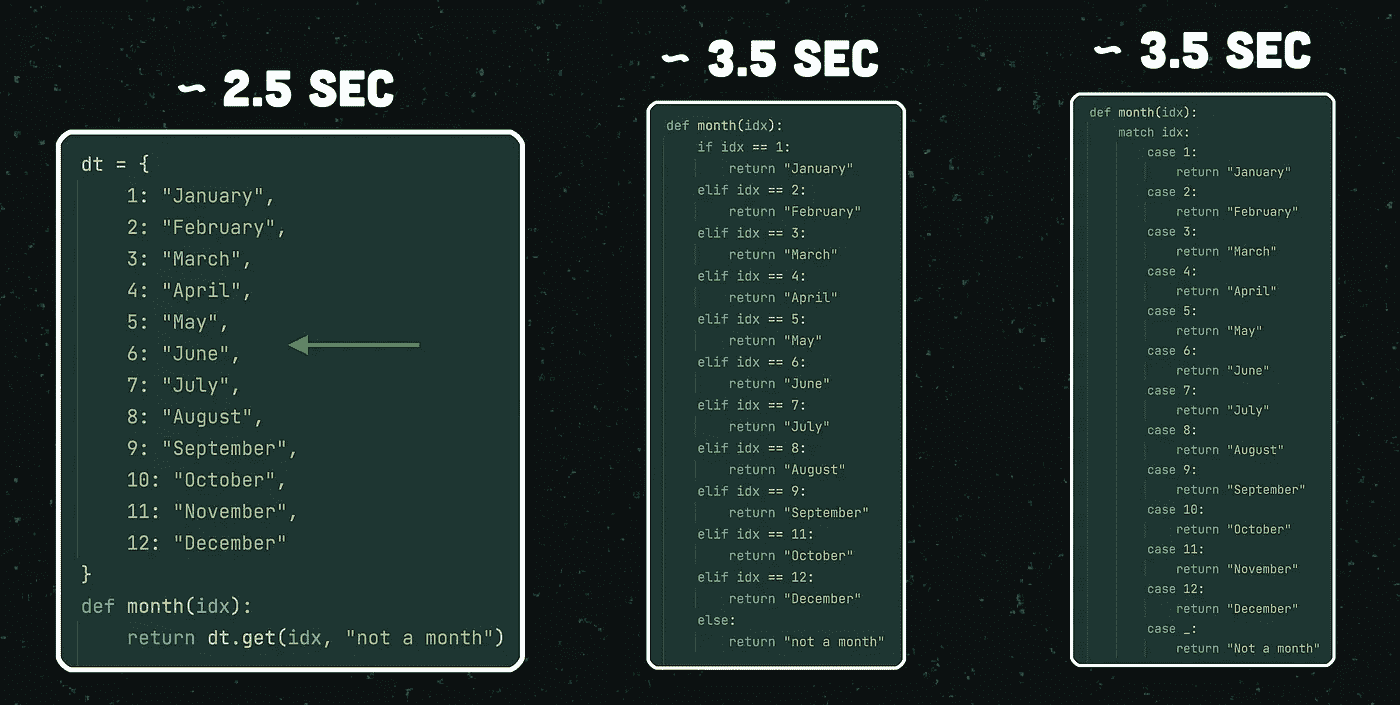 ~ 2.5 SEC
dt = {
    1: "January",
    2: "February",
    3: "March",
    4: "April",
    5: "May",
    6: "June",
    7: "July",
    8: "August",
    9: "September",
    10: "October",
    11: "November",
    12: "December"
}
def month(idx):
    return dt.get(idx, "not a month")
~ 3.5 SEC
def month(idx):
    if idx == 1:
        return "January"
    elif idx == 2:
        return "February"
    elif idx == 3:
        return "March"
    elif idx == 4:
        return "April"
    elif idx == 5:
        return "May"
    elif idx == 6:
        return "June"
    elif idx == 7:
        return "July"
    elif idx == 8:
        return "August"
    elif idx == 9:
        return "September"
    elif idx == 11:
        return "October"
    elif idx == 12:
        return "December"
    else:
        return "not a month"
~ 3.5 SEC
def month(idx):
    match idx:
        case 1:
            return "January"
        case 2:
            return "February"
        case 3:
            return "March"
        case 4:
            return "April"
        case 5:
            return "May"
        case 6:
            return "June"
        case 7:
            return "July"
        case 8:
            return "August"
        case 9:
            return "September"
        case 10:
            return "October"
        case 11:
            return "November"
        case 12:
            return "December"
        case _:
            return "Not a month"